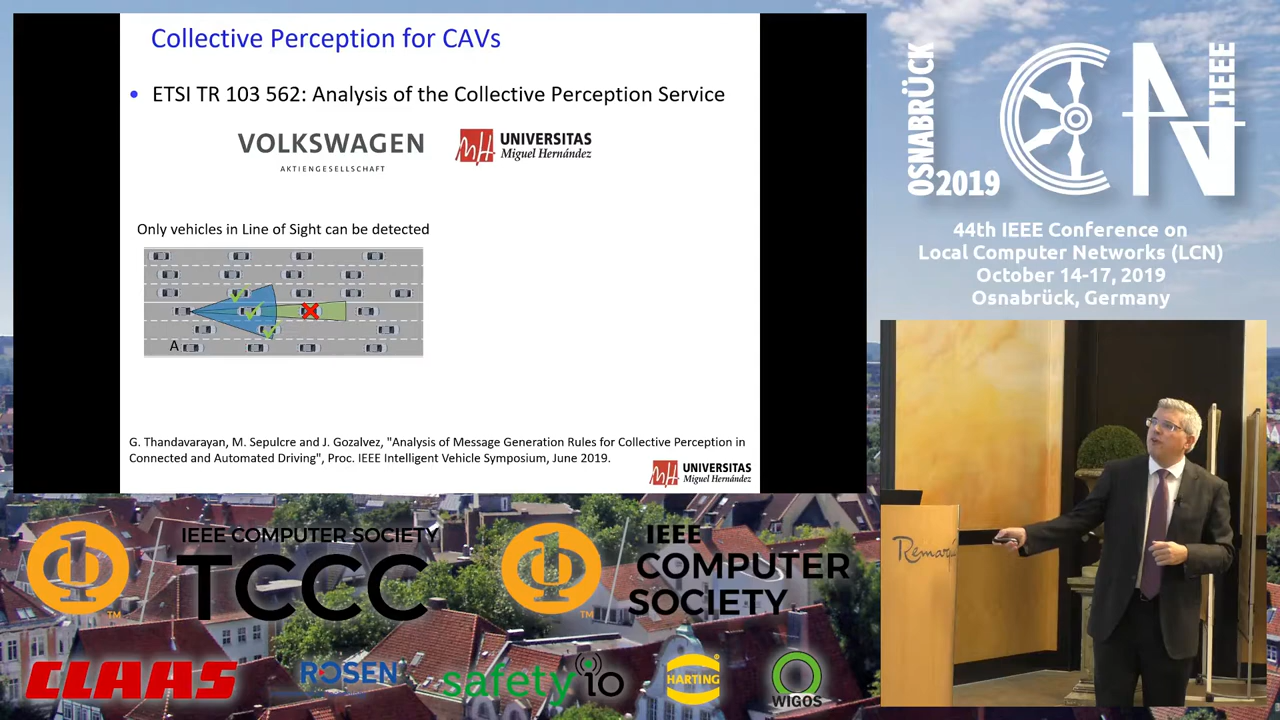 Collective Perception for CAVs
• ETSI TR 103 562: Analysis of the Collective Perception Service
VOLKSWAGEN
AKTIENGESELLSCHAFT
UNIVERSITAS
Miguel Hernández
Only vehicles in Line of Sight can be detected
A
G. Thandavarayan, M. Sepulcre and J. Gozalvez, "Analysis of Message Generation Rules for Collective Perception in
Connected and Automated Driving", Proc. IEEE Intelligent Vehicle Symposium, June 2019.
UNIVERSITAS
Miguel Hernández
OSNABRÜCK
2019
LCN
IEEE
44th IEEE Conference on
Local Computer Networks (LCN)
October 14-17, 2019
Osnabrück, Germany
IEEE COMPUTER SOCIETY
TCCC
TM
IEEE
COMPUTER
SOCIETY
TM
CLAAS
ROSEN
safety io
HARTING
WIGOS